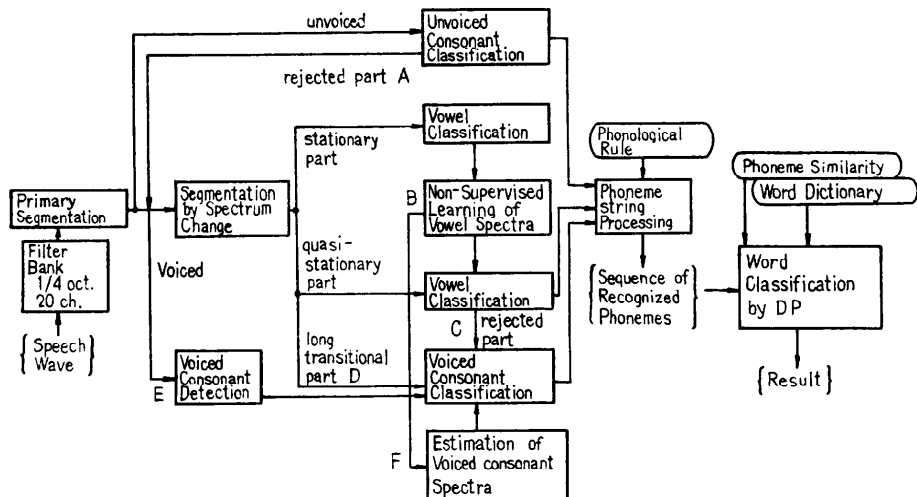 unvoiced
Unvoiced
Consonant
Classification
rejected part A
Vowel
Classification
stationary
part
Phonological
Rule
Phoneme Similarity
Word Dictionary
Primary
Segmentation
Segmentation
by Spectrum
Change
B
Non-Supervised
Learning of
Vowel Spectra
Phoneme
string
Processing
Filter
Bank
1/4 oct.
20 ch.
Voiced
quasi-
stationary
part
Vowel
Classification
{Sequence of
Recognized
Phonemes}
Word
Classification
by DP
{Speech
Wave}
C
rejected
part
long
transitional
part D
E
Voiced
Consonant
Detection
Voiced
Consonant
Classification
{Result}
F
Estimation of
Voiced consonant
Spectra